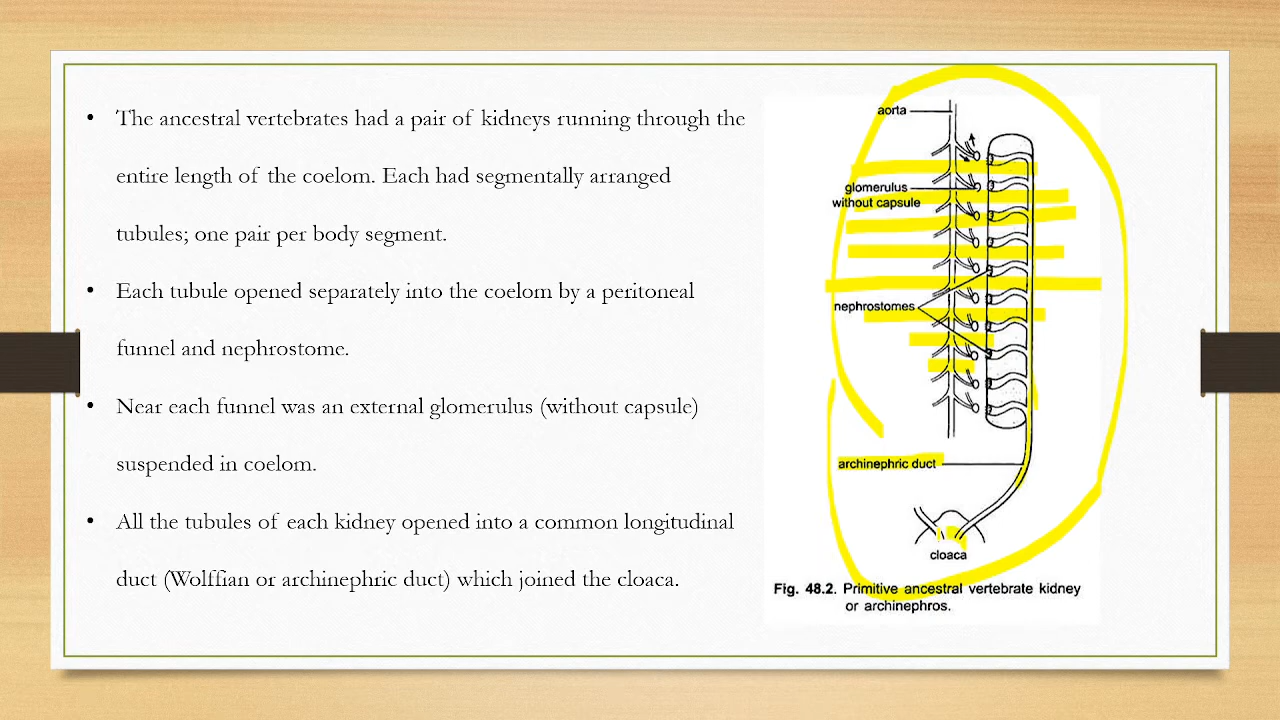 • The ancestral vertebrates had a pair of kidneys running through the
entire length of the coelom. Each had segmentally arranged
tubules; one pair per body segment.
• Each tubule opened separately into the coelom by a peritoneal
funnel and nephrostome.
• Near each funnel was an external glomerulus (without capsule)
suspended in coelom.
• All the tubules of each kidney opened into a common longitudinal
duct (Wolffian or archinephric duct) which joined the cloaca.
aorta
glomerulus
without capsule
nephrostomes
archinephric duct
cloaca
Fig. 48.2. Primitive ancestral vertebrate kidney
or archinephros.